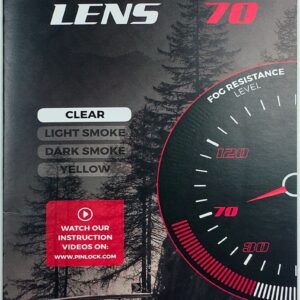 LENS 70
FOG RESISTANCE
LEVEL
CLEAR
LIGHT SMOKE
DARK SMOKE
YELLOW
120
70
30
WATCH OUR
INSTRUCTION
VIDEOS ON:
WWW.PINLOCK.COM